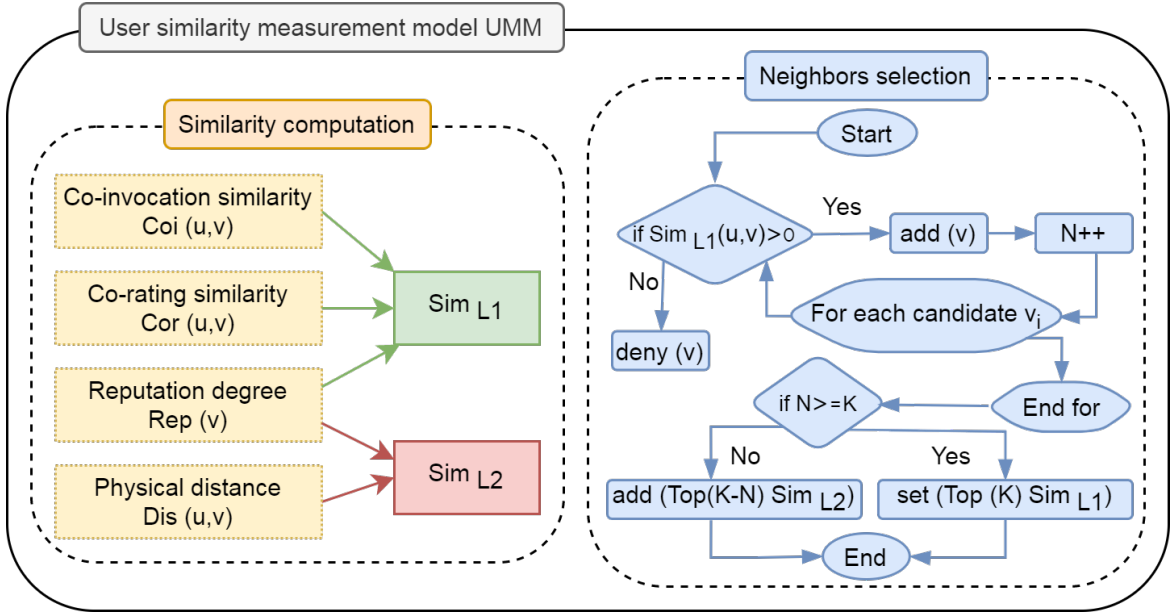 User similarity measurement model UMM
Similarity computation
Co-invocation similarity
Coi (u,v)
Co-rating similarity
Cor (u,v)
Reputation degree
Rep (v)
Physical distance
Dis (u,v)
Sim L1
Sim L2
Neighbors selection
Start
if Sim L1(u,v)>0
Yes
add (v)
N++
No
deny (v)
For each candidate vi
End for
if N>=K
No
Yes
add (Top(K-N) Sim L2)
set (Top (K) Sim L1)
End